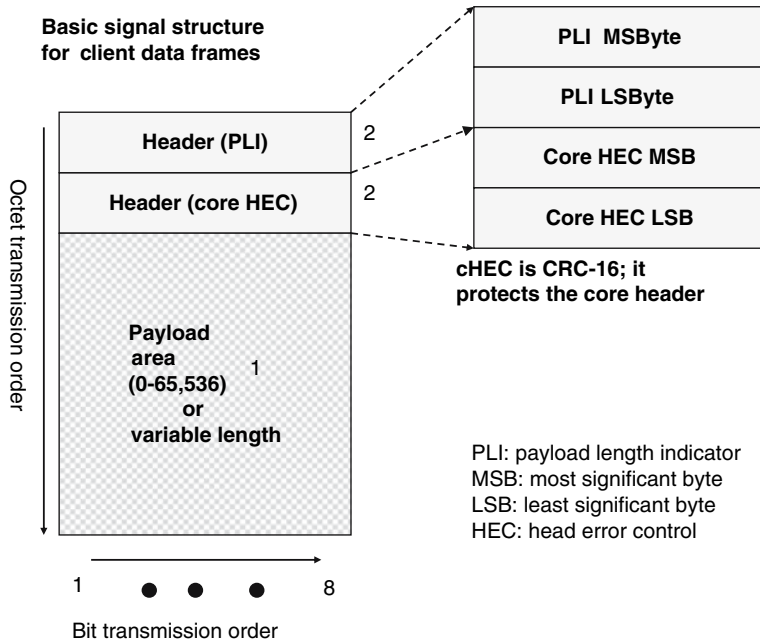 Basic signal structure
for client data frames
Header (PLI)
2
Header (core HEC)
2
Octet transmission order
Payload
area
(0-65,536)
1
or
variable length
1
8
Bit transmission order
PLI MSByte
PLI LSByte
Core HEC MSB
Core HEC LSB
cHEC is CRC-16; it
protects the core header
PLI: payload length indicator
MSB: most significant byte
LSB: least significant byte
HEC: head error control